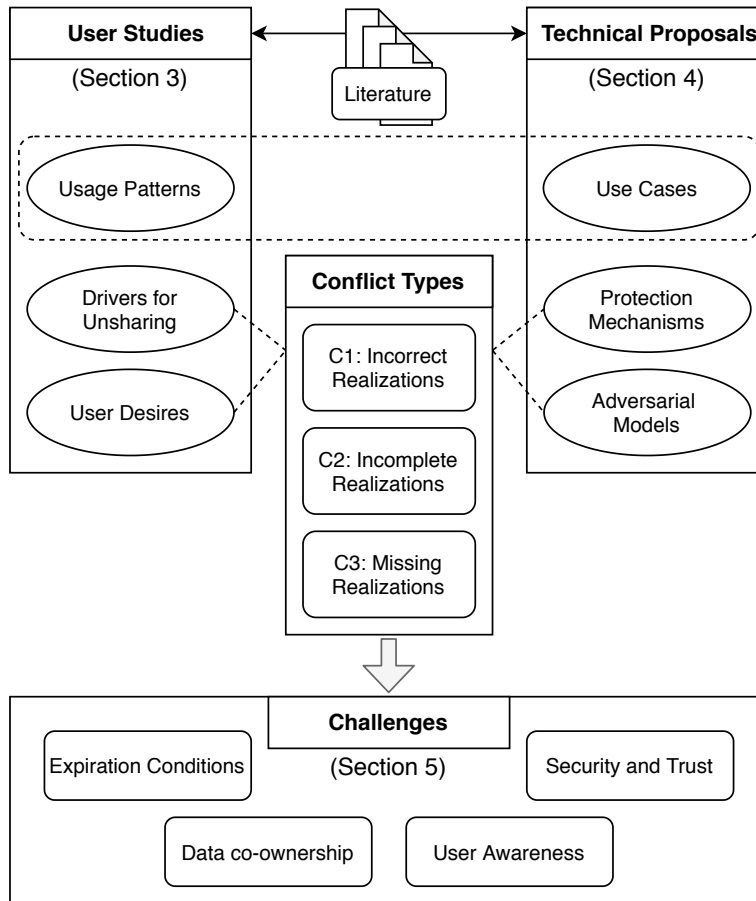 User Studies
(Section 3)
Literature
Technical Proposals
(Section 4)
Usage Patterns
Use Cases
Drivers for
Unsharing
User Desires
Conflict Types
C1: Incorrect
Realizations
C2: Incomplete
Realizations
C3: Missing
Realizations
Protection
Mechanisms
Adversarial
Models
Challenges
(Section 5)
Expiration Conditions
Security and Trust
Data co-ownership
User Awareness